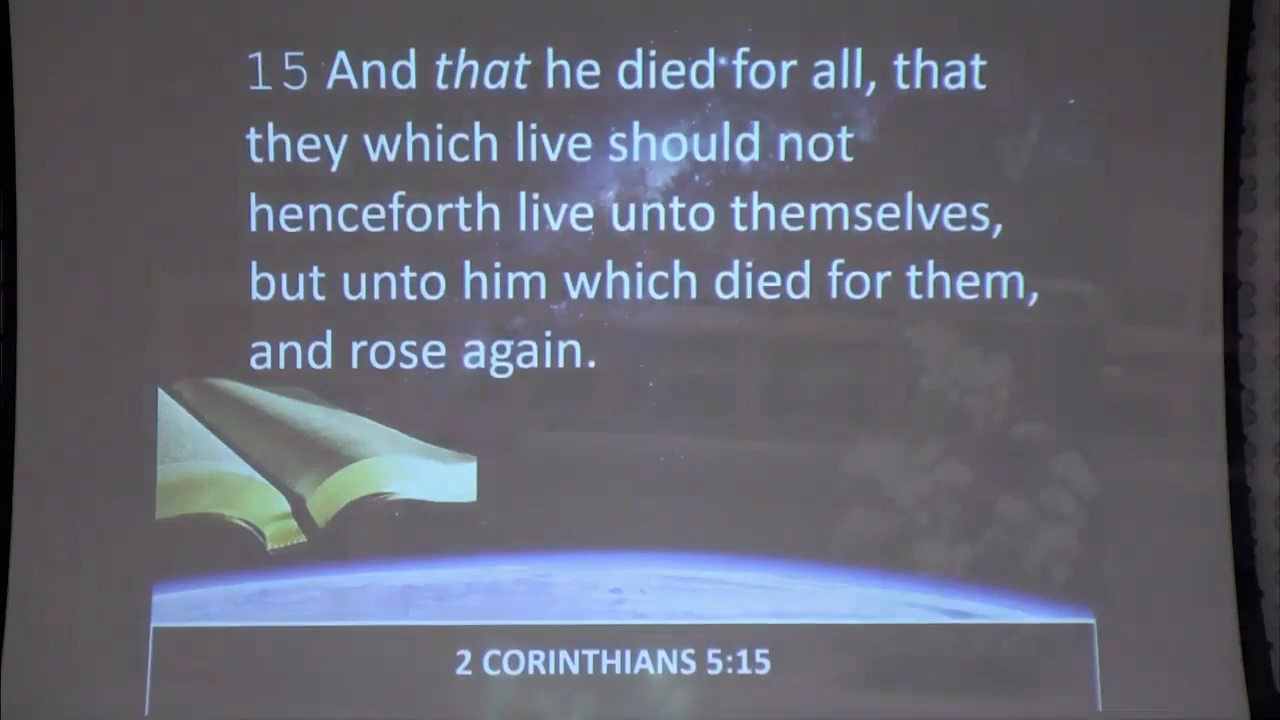 15 And that he died for all, that
they which live should not
henceforth live unto themselves,
but unto him which died for them,
and rose again.
2 CORINTHIANS 5:15